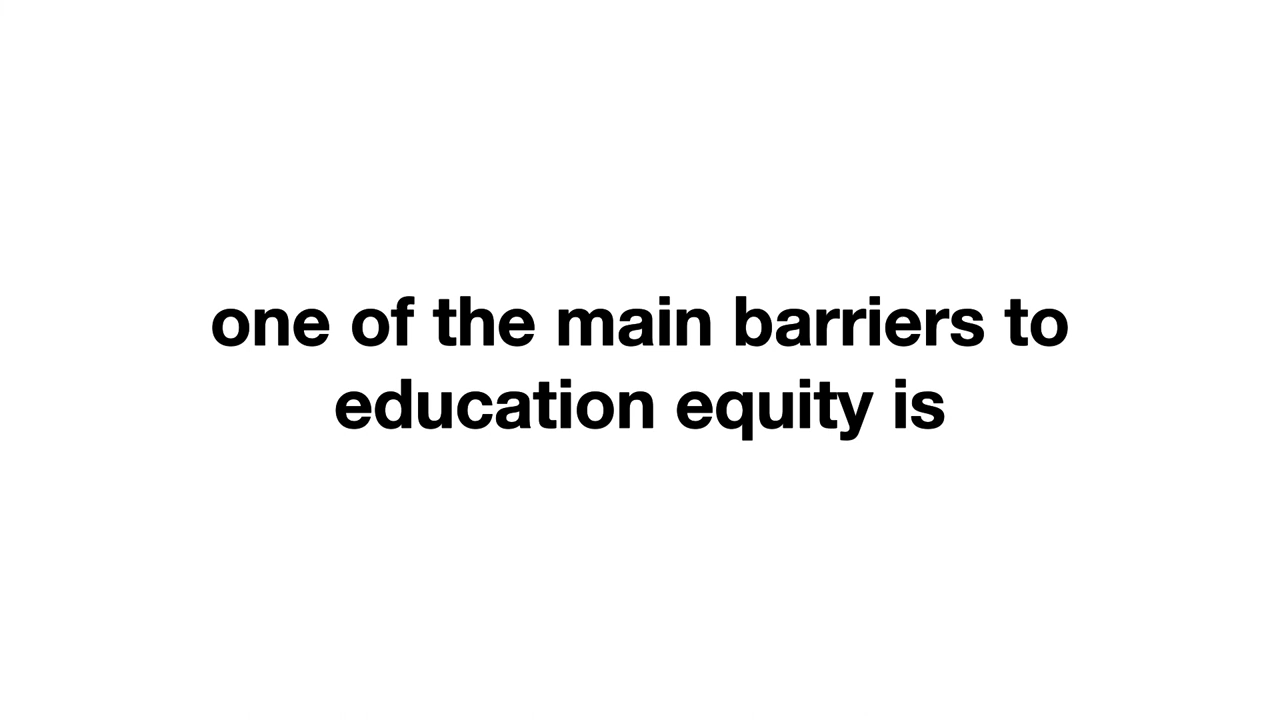 one of the main barriers to
education equity is